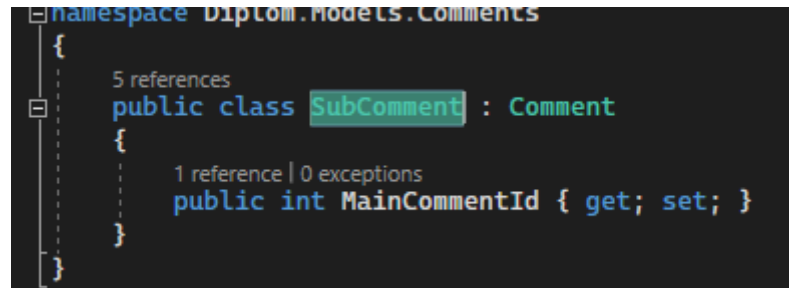 namespace Diplom.Models.Comments
{
5 references
public class SubComment : Comment
{
1 reference | 0 exceptions
public int MainCommentId { get; set; }
}
}